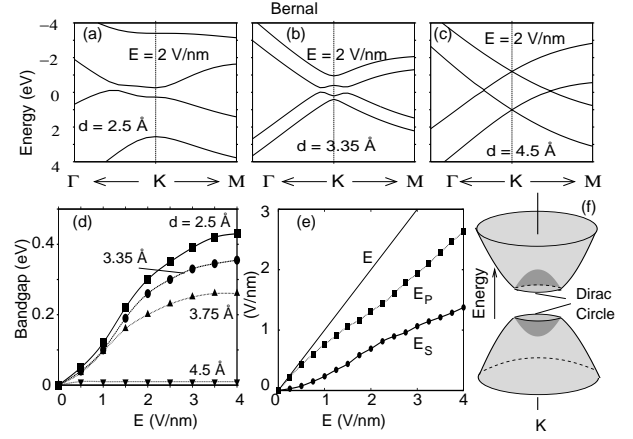 Bernal
(a)
E = 2 V/nm
d = 2.5 Å
(b)
E = 2 V/nm
d = 3.35 Å
(c)
E = 2 V/nm
d = 4.5 Å
Energy (eV)
-4
-2
0
2
4
Γ ← K → M
Γ ← K → M
Γ ← K → M
(d)
d = 2.5 Å
3.35 Å
3.75 Å
4.5 Å
Bandgap (eV)
0.4
0.2
0
0 1 2 3 4
E (V/nm)
(e)
E
E_P
E_S
(V/nm)
3
2
1
0
0 1 2 3 4
E (V/nm)
(f)
Energy
Dirac
Circle
K